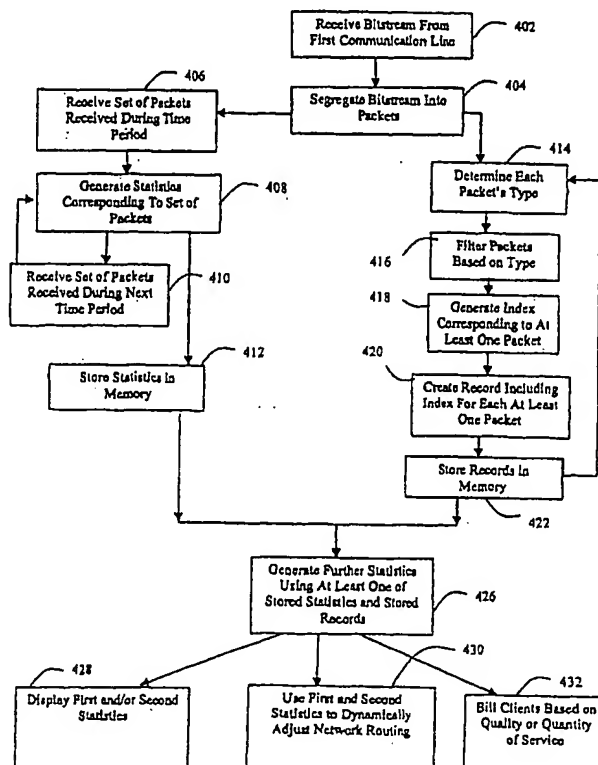 Receive Bitstream From
First Communication Line
402
406
Receive Set of Packets
Received During Time
Period
Segregate Bitstream Into
Packets
404
414
Determine Each
Packet's Type
Generate Statistics
Corresponding To Set of
Packets
408
416
Filter Packets
Based on Type
Receive Set of Packets
Received During Next
Time Period
410
418
Generate Index
Corresponding to At
Least One Packet
412
Store Statistics in
Memory
420
Create Record Including
Index For Each At Least
One Packet
Store Records in
Memory
422
Generate Further Statistics
Using At Least One of
Stored Statistics and Stored
Records
426
428
Display First and/or Second
Statistics
430
Use First and Second
Statistics to Dynamically
Adjust Network Routing
432
Bill Clients Based on
Quality or Quantity
of Service